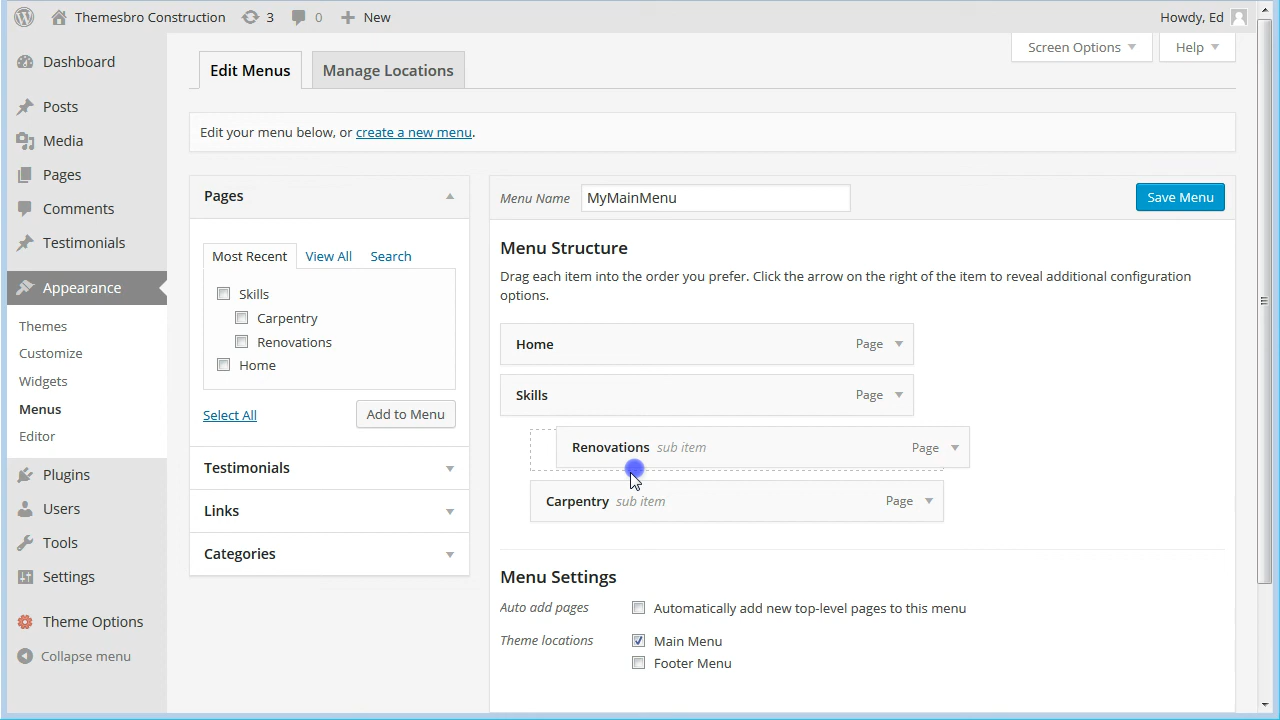 Themesbro Construction 3 0 New Howdy, Ed
Screen Options Help
Dashboard
Posts
Media
Pages
Comments
Testimonials
Appearance
Themes
Customize
Widgets
Menus
Editor
Plugins
Users
Tools
Settings
Theme Options
Collapse menu
Edit Menus Manage Locations
Edit your menu below, or create a new menu.
Pages
Most Recent View All Search
Skills
Carpentry
Renovations
Home
Select All Add to Menu
Testimonials
Links
Categories
Menu Name MyMainMenu Save Menu
Menu Structure
Drag each item into the order you prefer. Click the arrow on the right of the item to reveal additional configuration
options.
Home Page
Skills Page
Renovations sub item Page
Carpentry sub item Page
Menu Settings
Auto add pages Automatically add new top-level pages to this menu
Theme locations Main Menu
Footer Menu